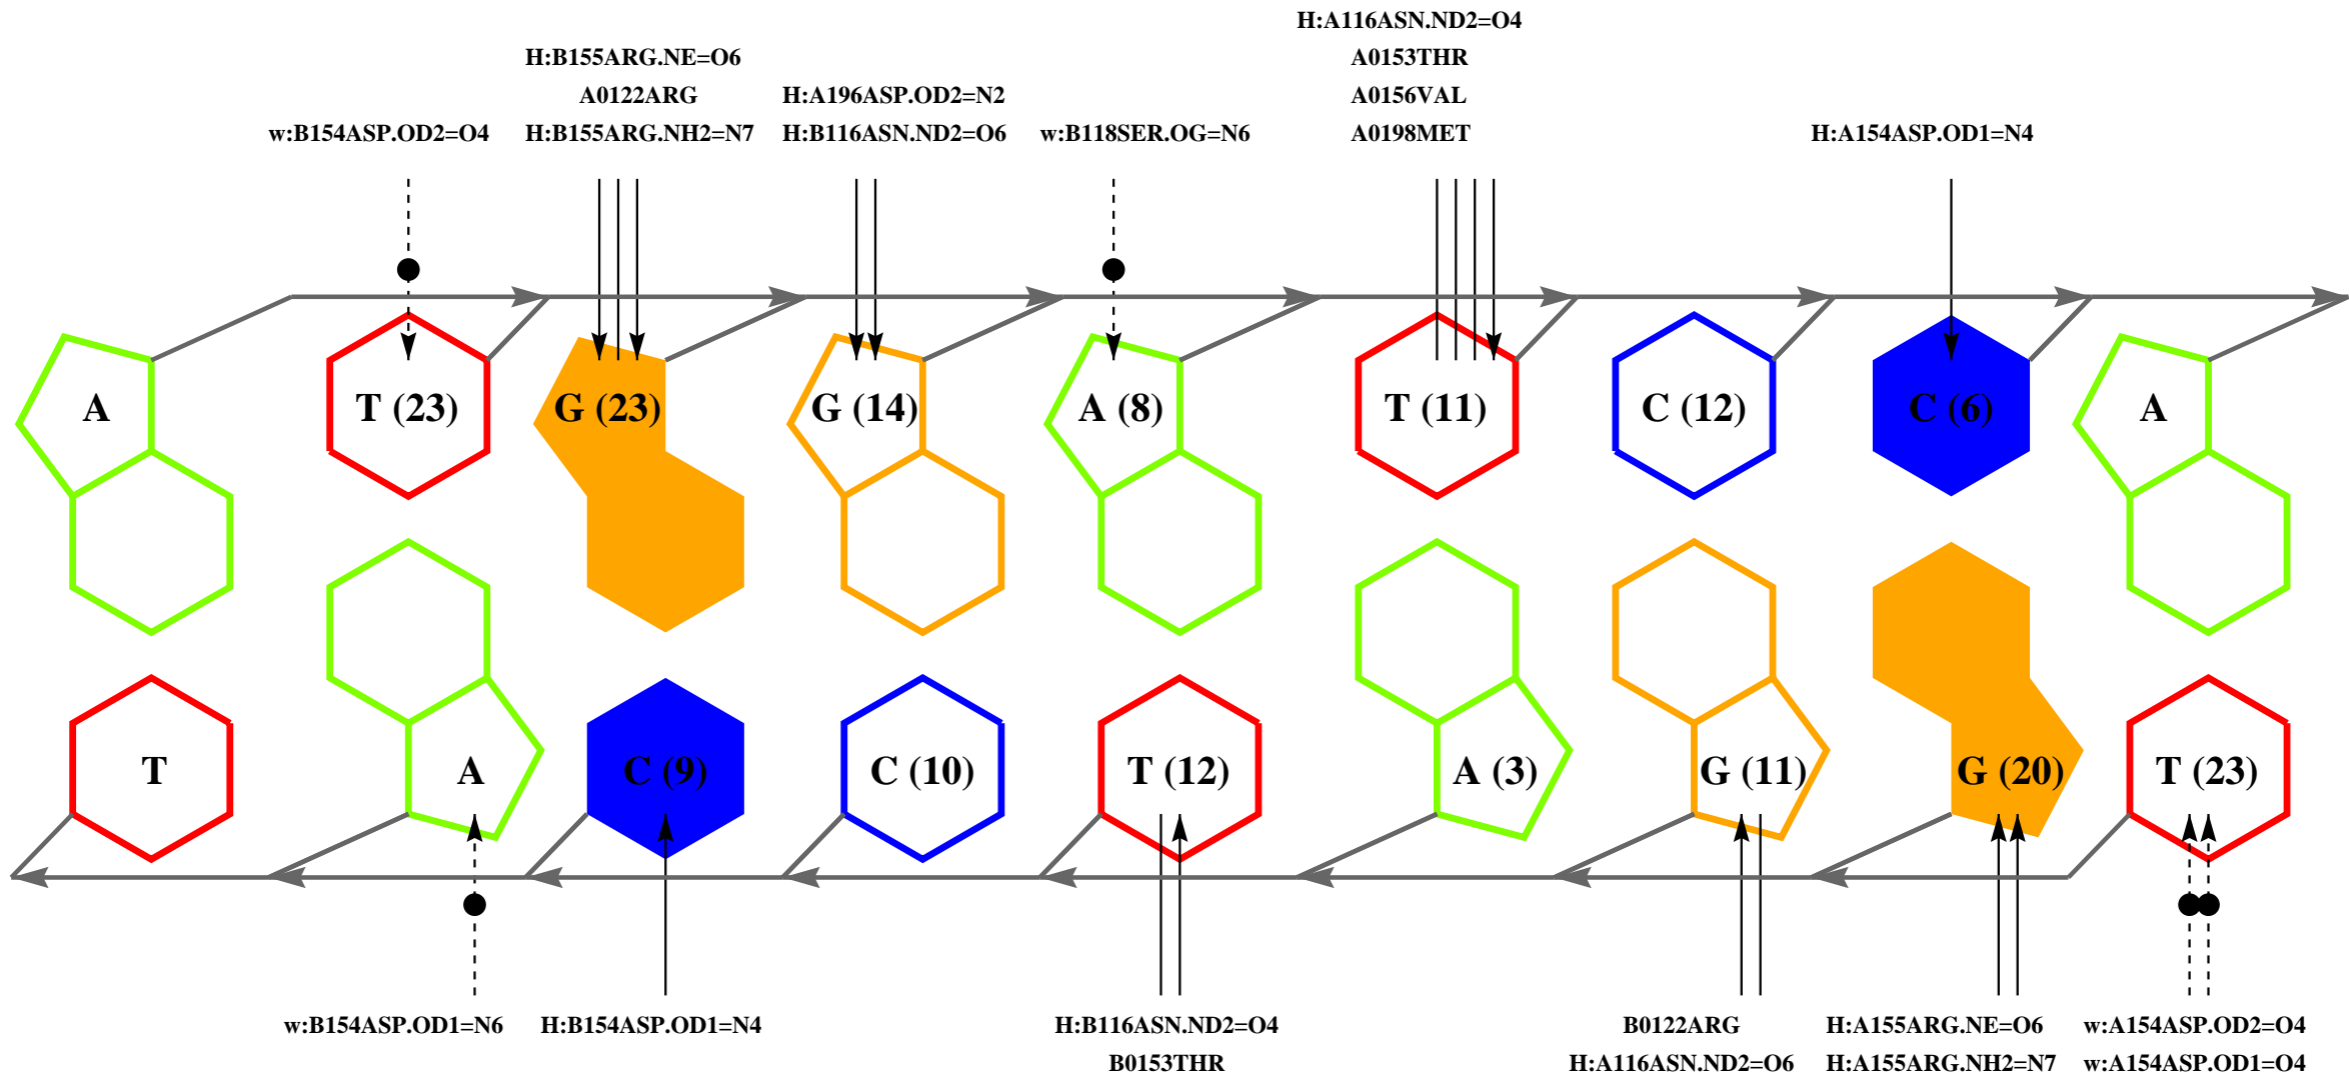 H:A116ASN.ND2=O4
H:B155ARG.NE=O6 A0153THR
A0122ARG H:A196ASP.OD2=N2 A0156VAL
w:B154ASP.OD2=O4 H:B155ARG.NH2=N7 H:B116ASN.ND2=O6 w:B118SER.OG=N6 A0198MET H:A154ASP.OD1=N4
A T (23) G (23) G (14) A (8) T (11) C (12) C (6) A
T A C (9) C (10) T (12) A (3) G (11) G (20) T (23)
w:B154ASP.OD1=N6 H:B154ASP.OD1=N4 H:B116ASN.ND2=O4 B0122ARG H:A155ARG.NE=O6 w:A154ASP.OD2=O4
B0153THR H:A116ASN.ND2=O6 H:A155ARG.NH2=N7 w:A154ASP.OD1=O4